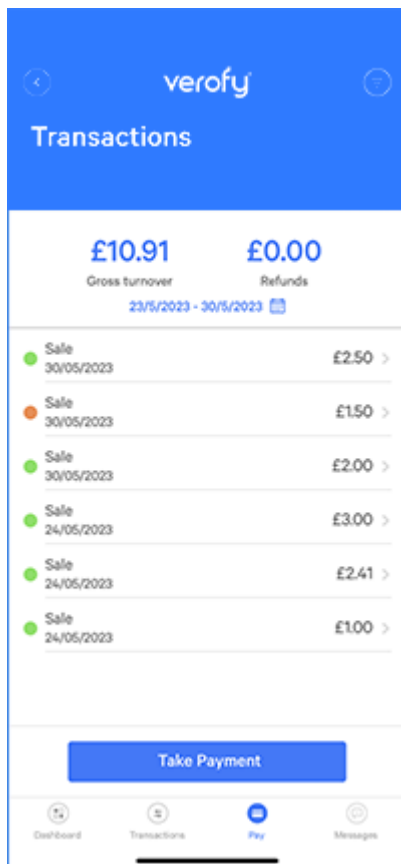 verofy
Transactions
£10.91 £0.00
Gross turnover Refunds
23/5/2023 - 30/5/2023
Sale
30/05/2023
£2.50
Sale
30/05/2023
£1.50
Sale
30/05/2023
£2.00
Sale
24/05/2023
£3.00
Sale
24/05/2023
£2.41
Sale
24/05/2023
£1.00
Take Payment
Dashboard Transactions Pay Messages